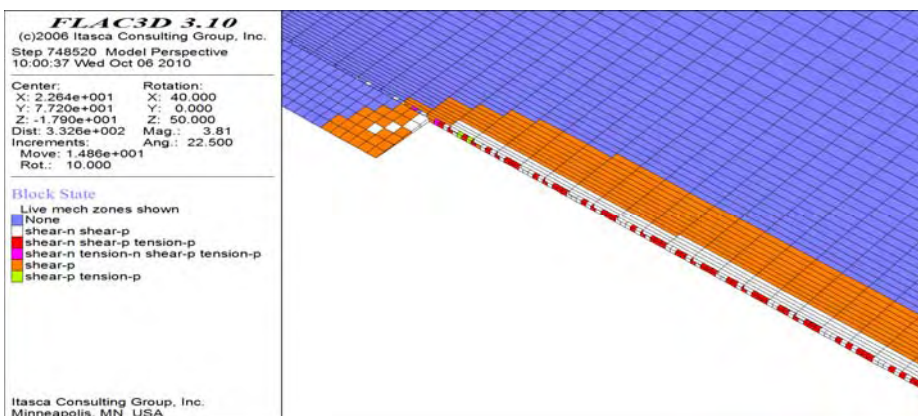 FLAC3D 3.10
(c)2006 Itasca Consulting Group, Inc.
Step 748520 Model Perspective
10:00:37 Wed Oct 06 2010
Center: Rotation:
X: 2.264e+001 X: 40.000
Y: 7.720e+001 Y: 0.000
Z: -1.790e+001 Z: 50.000
Dist: 3.326e+002 Mag.: 3.81
Increments: Ang.: 22.500
Move: 1.486e+001
Rot.: 10.000
Block State
Live mech zones shown
None
shear-n shear-p
shear-n shear-p tension-p
shear-n tension-n shear-p tension-p
shear-p
shear-p tension-p
Itasca Consulting Group, Inc.
Minneapolis, MN USA